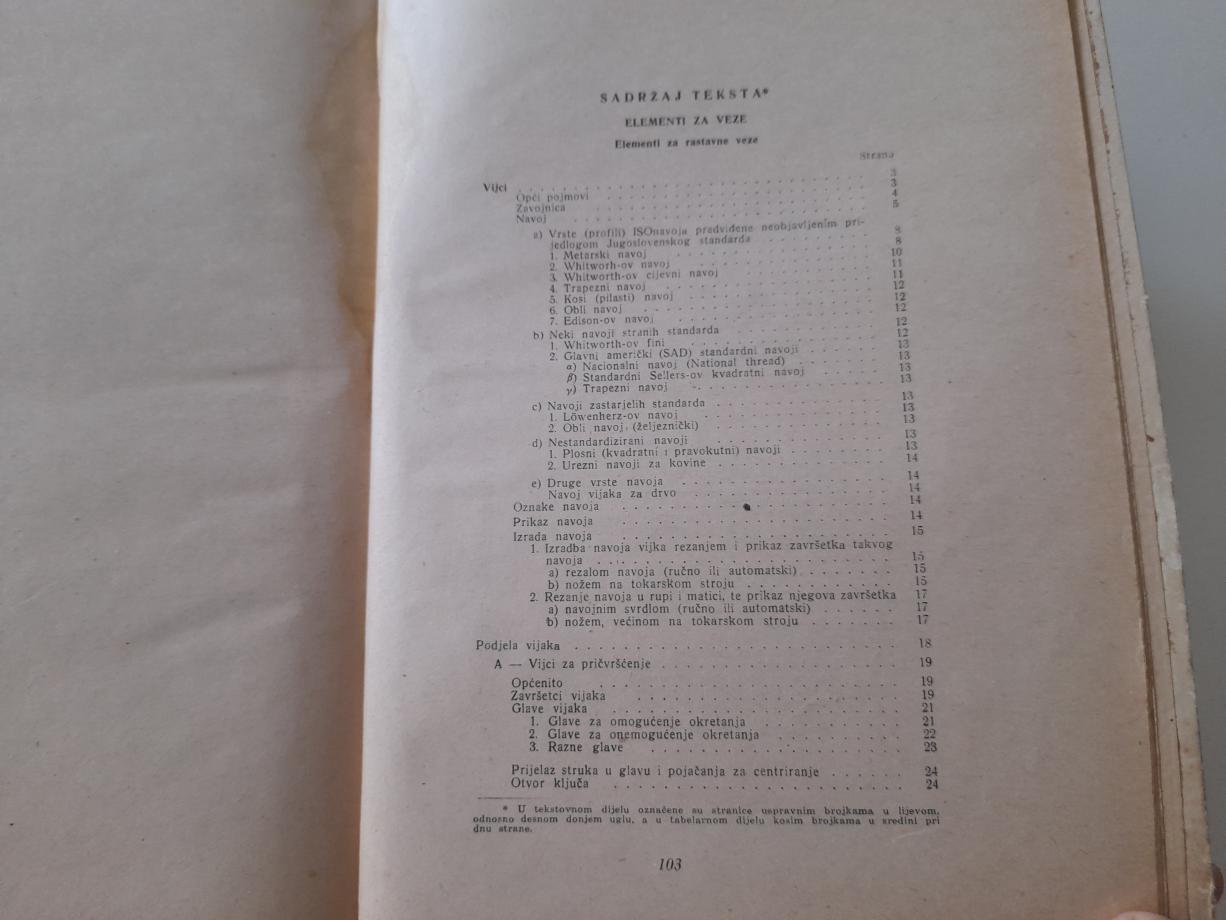 SADRŽAJ TEKSTA*
ELEMENTI ZA VEZE
Elementi za rastavne veze
Strana
Vijci . . . . . . . . . . . . . . . . . . . . 3
Opći pojmovi . . . . . . . . . . . . . . . . . . 3
Zavojnica . . . . . . . . . . . . . . . . . . 4
Navoj . . . . . . . . . . . . . . . . . . 5
a) Vrste (profili) ISOnavoja predviđene neobjavljenim pri-
jedlogom Jugoslovenskog standarda . . . . . . . . 8
1. Metarski navoj . . . . . . . . . . . . . 8
2. Whitworh-ov navoj . . . . . . . . . . . . 10
3. Whitworth-ov cijevni navoj . . . . . . . . . 11
4. Trapezni navoj . . . . . . . . . . . . . 11
5. Kosi (pilasti) navoj . . . . . . . . . . . . 12
6. Obli navoj . . . . . . . . . . . . . . 12
7. Edison-ov navoj . . . . . . . . . . . . . 12
b) Neki navoji stranih standarda . . . . . . . . . . 12
1. Whitworth-ov fini . . . . . . . . . . . . 12
2. Glavni američki (SAD) standardni navoji . . . . . . 13
α) Nacionalni navoj (National thread) . . . . . . 13
β) Standardni Sellers-ov kvadratni navoj . . . . . 13
γ) Trapezni navoj . . . . . . . . . . . . 13
c) Navoji zastarjelih standarda . . . . . . . . . . . 13
1. Löwenherz-ov navoj . . . . . . . . . . . 13
2. Obli navoj (željeznički) . . . . . . . . . . 13
d) Nestandardizirani navoji . . . . . . . . . . . 13
1. Plosni (kvadratni i pravokutni) navoji . . . . . . . 13
2. Urezni navoji za kovine . . . . . . . . . . . 14
e) Druge vrste navoja . . . . . . . . . . . . . 14
Navoj vijaka za drvo . . . . . . . . . . . . 14
Oznake navoja . . . . . . . . . . . . . . . . . 14
Prikaz navoja . . . . . . . . . . . . . . . . . 14
Izrada navoja . . . . . . . . . . . . . . . . . 15
1. Izradba navoja vijka rezanjem i prikaz završetka takvog
navoja . . . . . . . . . . . . . . . . . . 15
a) rezalom navoja (ručno ili automatski) . . . . . . . 15
b) nožem na tokarskom stroju . . . . . . . . . . 15
2. Rezanje navoja u rupi i matici, te prikaz njegova završetka 17
a) navojnim svrdlom (ručno ili automatski) . . . . . . 17
b) nožem, većinom na tokarskom stroju . . . . . . . 17
Podjela vijaka . . . . . . . . . . . . . . . . . . . . 18
A — Vijci za pričvršćenje . . . . . . . . . . . . . . . 19
Općenito . . . . . . . . . . . . . . . . . . 19
Završetci vijaka . . . . . . . . . . . . . . . . 19
Glave vijaka . . . . . . . . . . . . . . . . . 21
1. Glave za omogućenje okretanja . . . . . . . . . 21
2. Glave za onemogućenje okretanja . . . . . . . . . 22
3. Razne glave . . . . . . . . . . . . . . . 23
Prijelaz struka u glavu i pojačanja za centriranje . . . . . . 24
Otvor ključa . . . . . . . . . . . . . . . . . 24
* U tekstovnom dijelu označene su stranice uspravnim brojkama u lijevom,
odnosno desnom donjem uglu, a u tabelarnom dijelu kosim brojkama u sredini pri
dnu strane.
103